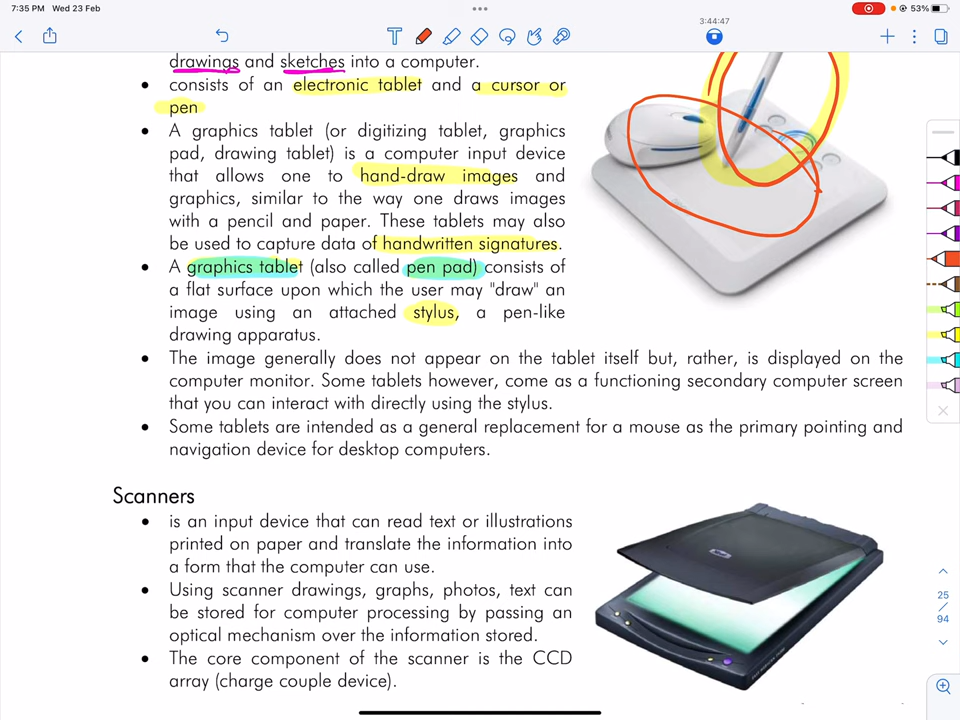 7:35 PM Wed 23 Feb
53%
3:44:47
drawings and sketches into a computer.
• consists of an electronic tablet and a cursor or
pen
• A graphics tablet (or digitizing tablet, graphics
pad, drawing tablet) is a computer input device
that allows one to hand-draw images and
graphics, similar to the way one draws images
with a pencil and paper. These tablets may also
be used to capture data of handwritten signatures.
• A graphics tablet (also called pen pad) consists of
a flat surface upon which the user may "draw" an
image using an attached stylus, a pen-like
drawing apparatus.
• The image generally does not appear on the tablet itself but, rather, is displayed on the
computer monitor. Some tablets however, come as a functioning secondary computer screen
that you can interact with directly using the stylus.
• Some tablets are intended as a general replacement for a mouse as the primary pointing and
navigation device for desktop computers.
Scanners
• is an input device that can read text or illustrations
printed on paper and translate the information into
a form that the computer can use.
• Using scanner drawings, graphs, photos, text can
be stored for computer processing by passing an
optical mechanism over the information stored.
• The core component of the scanner is the CCD
array (charge couple device).
25
/
94